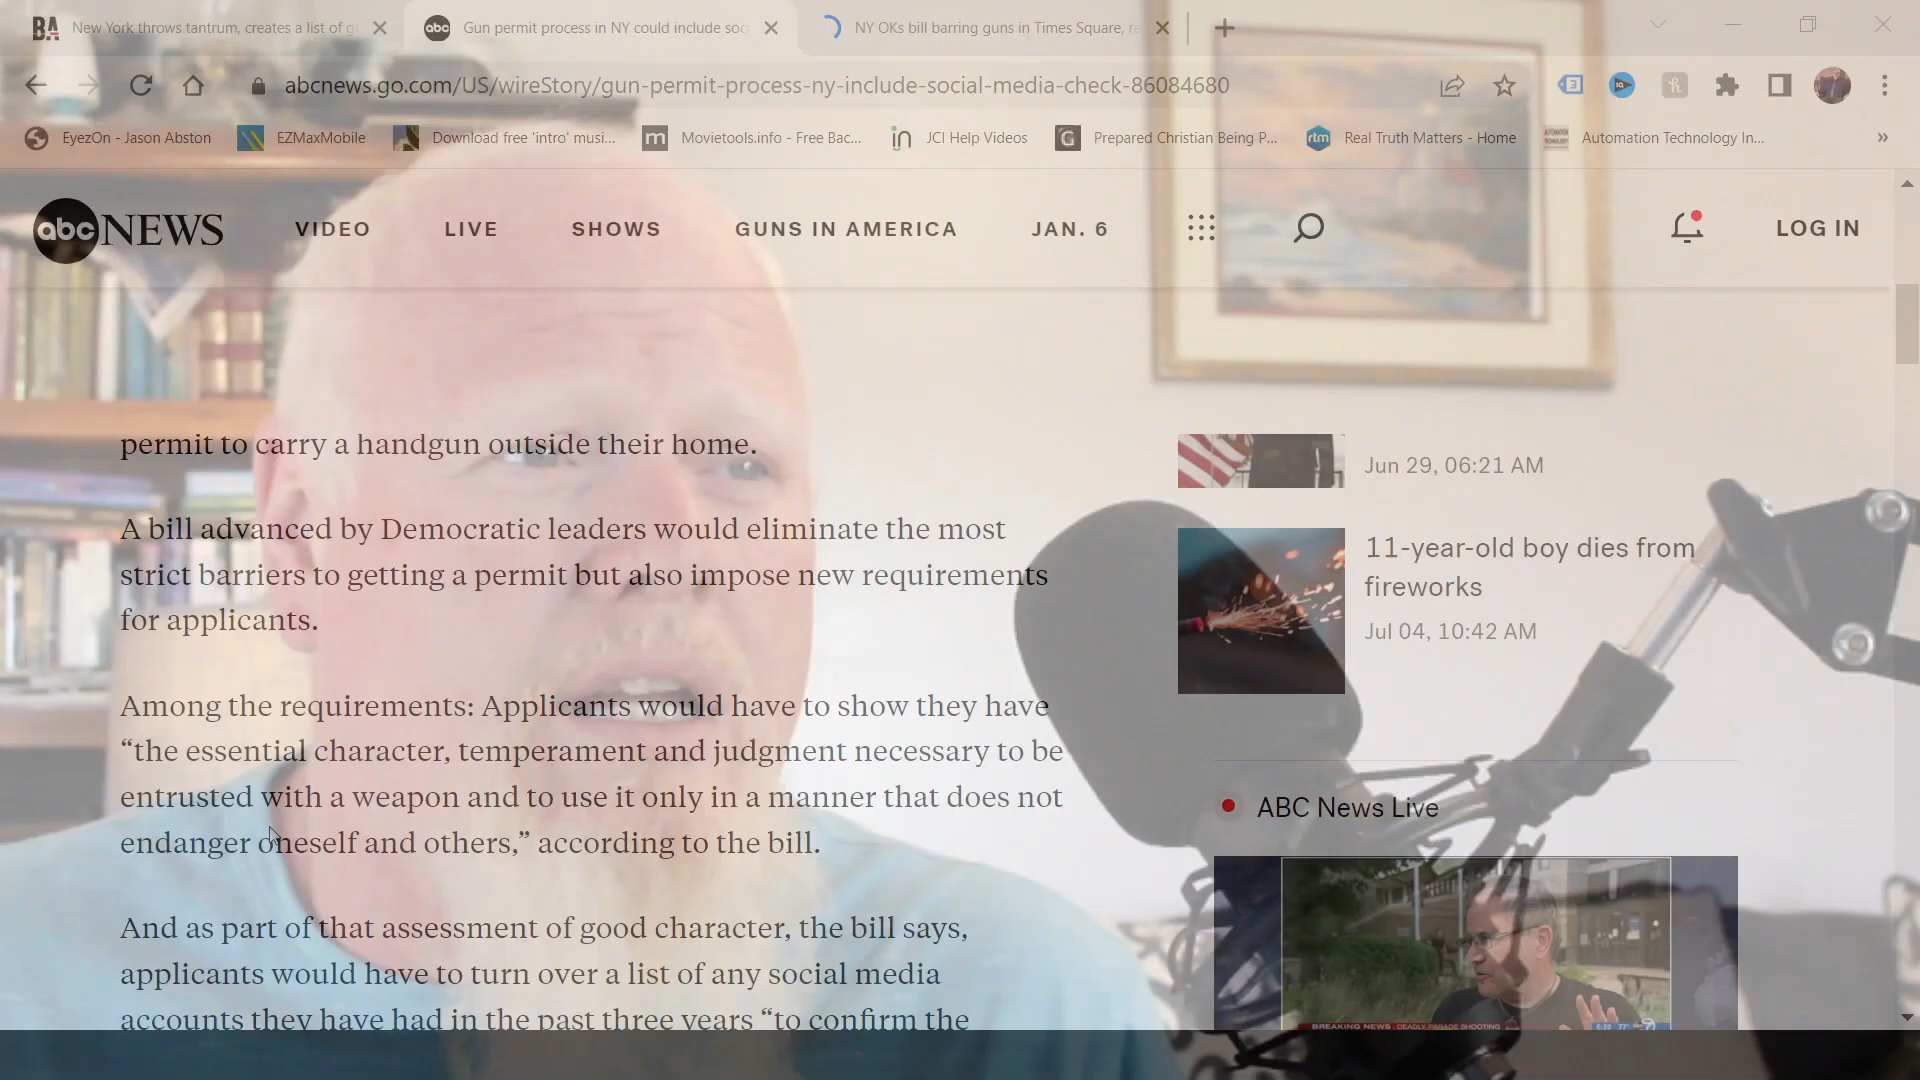 New York throws tantrum, creates a list of g
Gun permit process in NY could include soc
NY OKs bill barring guns in Times Square, re
abcnews.go.com/US/wireStory/gun-permit-process-ny-include-social-media-check-86084680
EyezOn - Jason Abston
EZMaxMobile
Download free 'intro' musi...
Movietools.info - Free Bac...
JCI Help Videos
Prepared Christian Being P...
Real Truth Matters - Home
Automation Technology In...
abc NEWS
VIDEO
LIVE
SHOWS
GUNS IN AMERICA
JAN. 6
LOG IN
permit to carry a handgun outside their home.
A bill advanced by Democratic leaders would eliminate the most
strict barriers to getting a permit but also impose new requirements
for applicants.
Among the requirements: Applicants would have to show they have
“the essential character, temperament and judgment necessary to be
entrusted with a weapon and to use it only in a manner that does not
endanger oneself and others,” according to the bill.
And as part of that assessment of good character, the bill says,
applicants would have to turn over a list of any social media
accounts they have had in the past three years “to confirm the
Jun 29, 06:21 AM
11-year-old boy dies from
fireworks
Jul 04, 10:42 AM
ABC News Live
BREAKING NEWS DEADLY PARADE SHOOTING